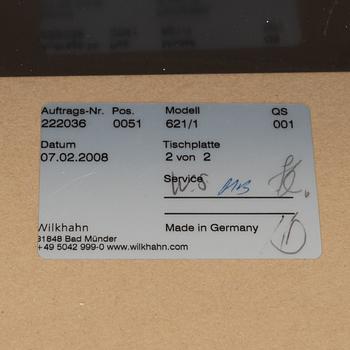 Auftrags-Nr. Pos. Modell QS
222036 0051 621/1 001
Datum Tischplatte
07.02.2008 2 von 2
Service
Wilkhahn Made in Germany
31848 Bad Münder
+49 5042 999-0 www.wilkhahn.com